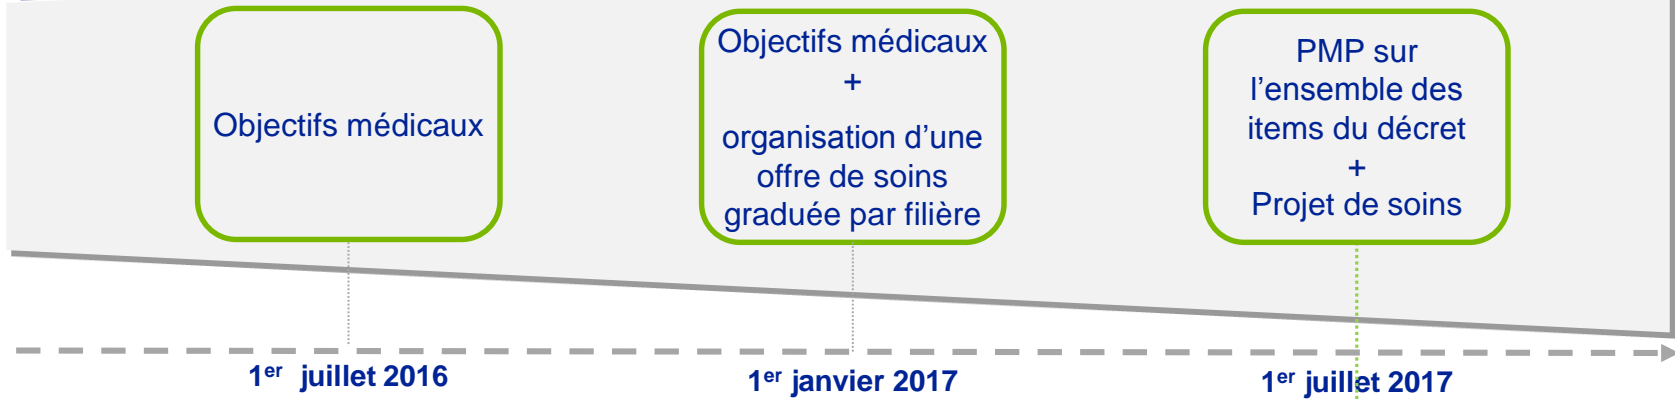 Objectifs médicaux
Objectifs médicaux
+
organisation d’une
offre de soins
graduée par filière
PMP sur
l’ensemble des
items du décret
+
Projet de soins
1er juillet 2016
1er janvier 2017
1er juillet 2017